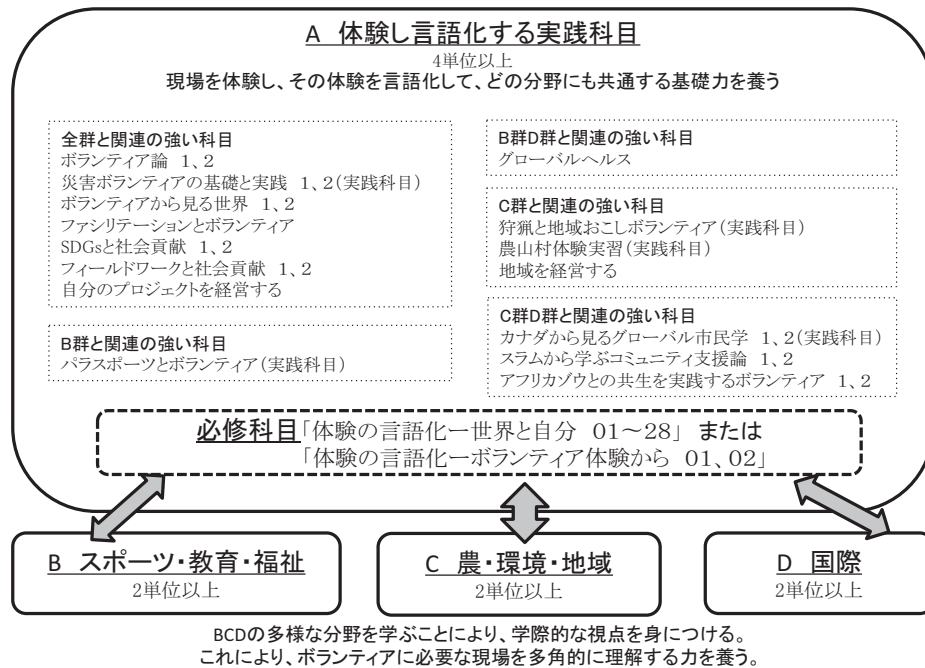 A 体験し言語化する実践科目
4単位以上
現場を体験し、その体験を言語化して、どの分野にも共通する基礎力を養う
全群と関連の強い科目
ボランティア論 1、2
災害ボランティアの基礎と実践 1、2(実践科目)
ボランティアから見る世界 1、2
ファシリテーションとボランティア
SDGsと社会貢献 1、2
フィールドワークと社会貢献 1、2
自分のプロジェクトを経営する
B群と関連の強い科目
パラスポーツとボランティア(実践科目)
B群D群と関連の強い科目
グローバルヘルス
C群と関連の強い科目
狩猟と地域おこしボランティア(実践科目)
農山村体験実習(実践科目)
地域を経営する
C群D群と関連の強い科目
カナダから見るグローバル市民学 1、2(実践科目)
スラムから学ぶコミュニティ支援論 1、2
アフリカゾウとの共生を実践するボランティア 1、2
必修科目「体験の言語化ー世界と自分 01～28」 または
「体験の言語化ーボランティア体験から 01、02」
B スポーツ・教育・福祉
2単位以上
C 農・環境・地域
2単位以上
D 国際
2単位以上
BCDの多様な分野を学ぶことにより、学際的な視点を身につける。
これにより、ボランティアに必要な現場を多角的に理解する力を養う。